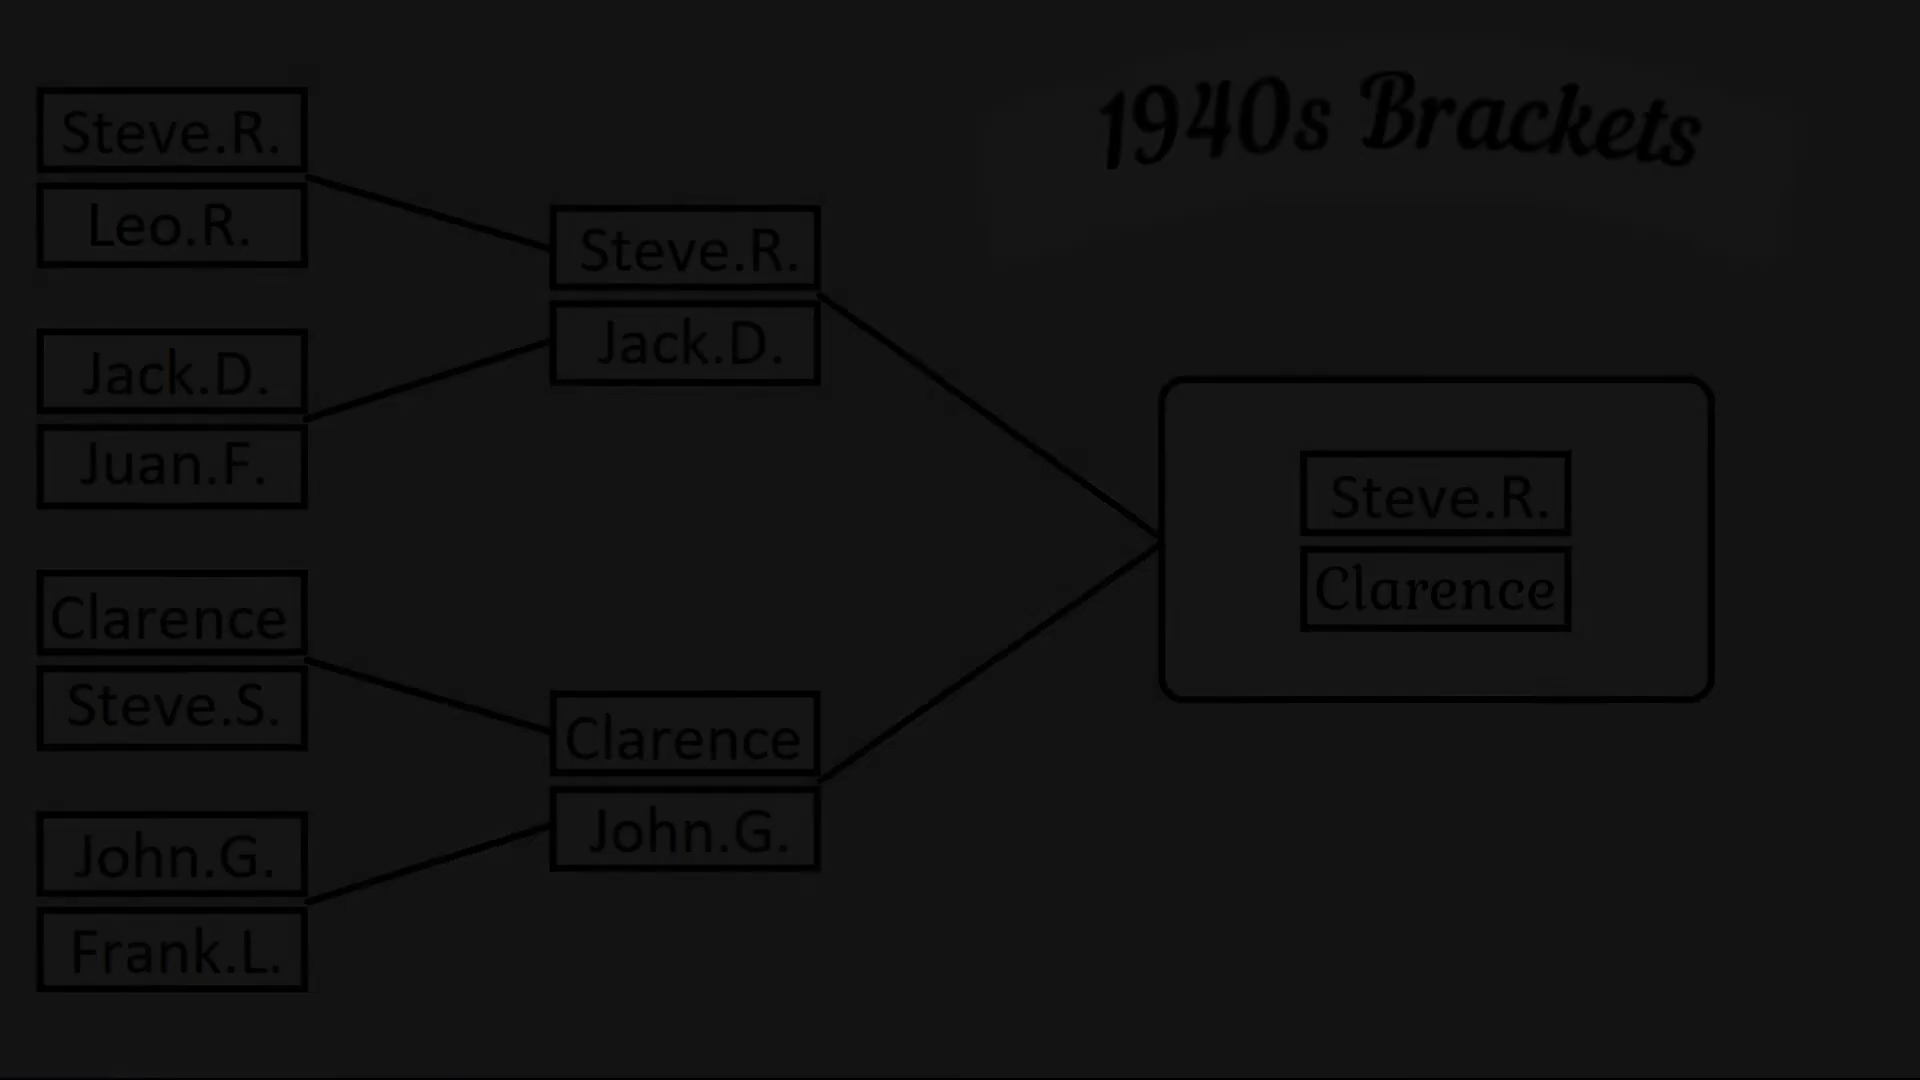 1940s Brackets
Steve.R.
Leo.R.
Jack.D.
Juan.F.
Clarence
Steve.S.
John.G.
Frank.L.
Steve.R.
Jack.D.
Clarence
John.G.
Steve.R.
Clarence